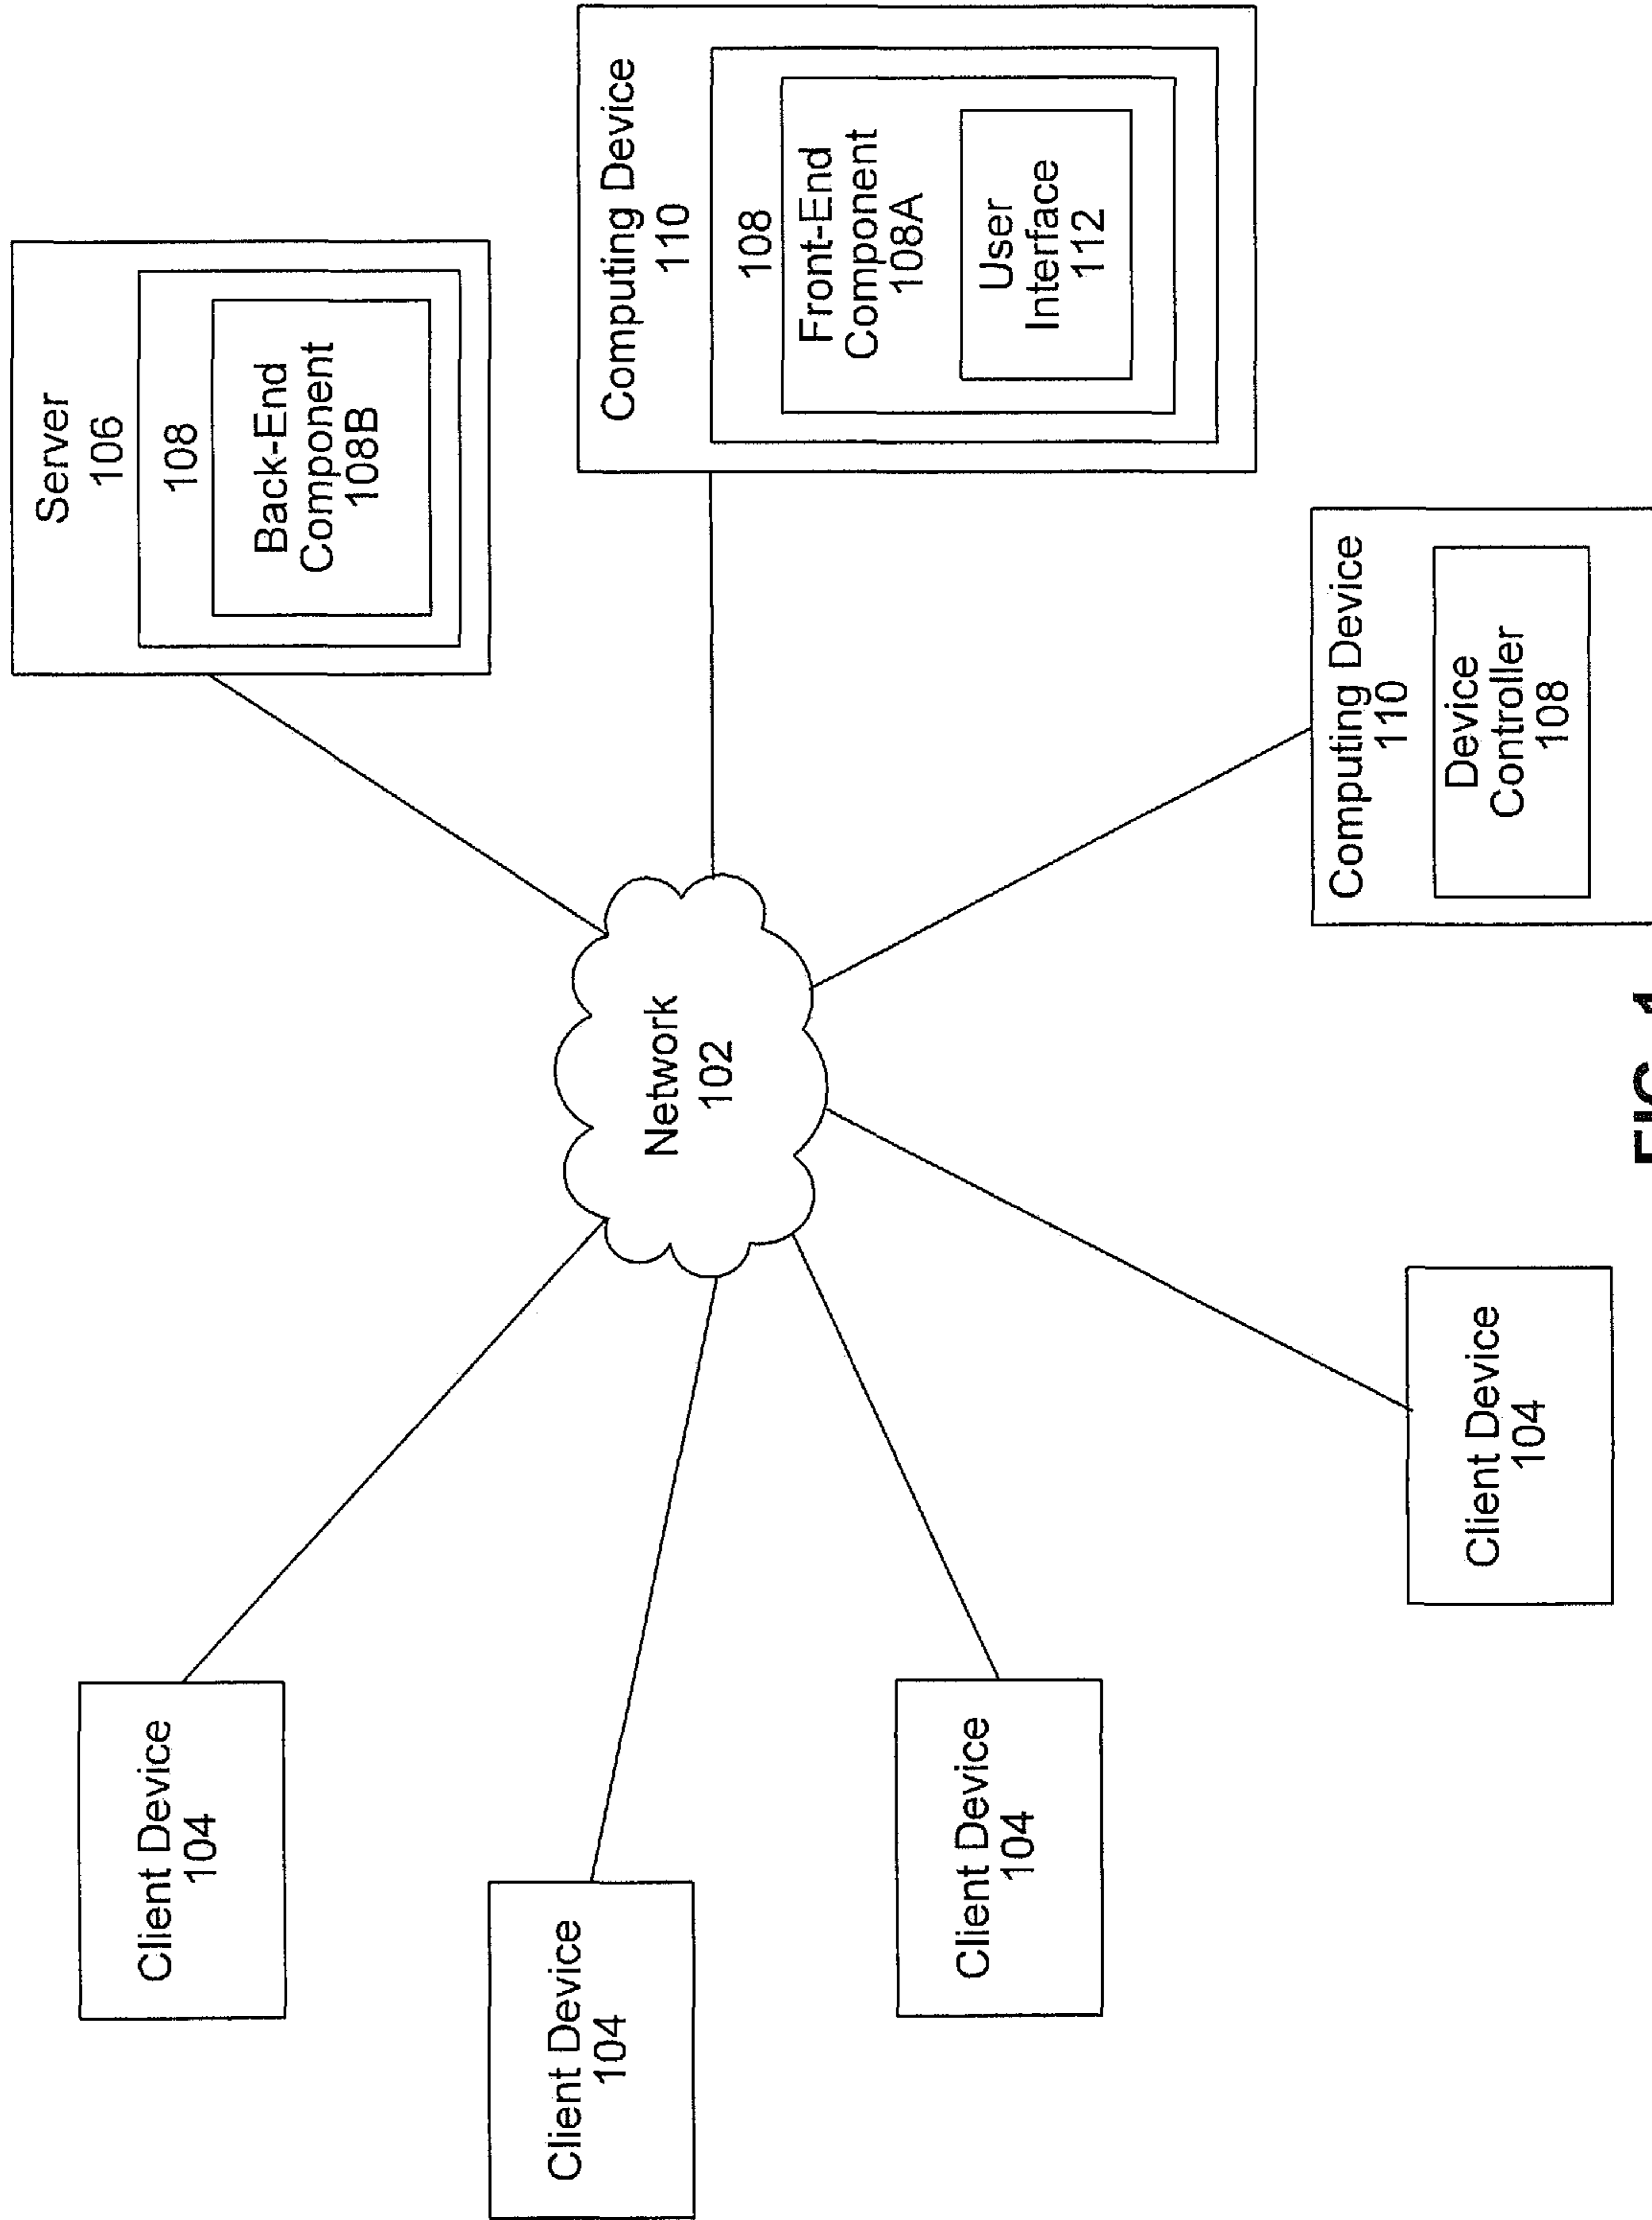 Client Device
104
Server
106
108
Back-End
Component
108B
Client Device
104
Network
102
Computing Device
110
108
Front-End
Component
108A
User
Interface
112
Client Device
104
Client Device
104
Computing Device
110
Device
Controller
108
FIG. 1